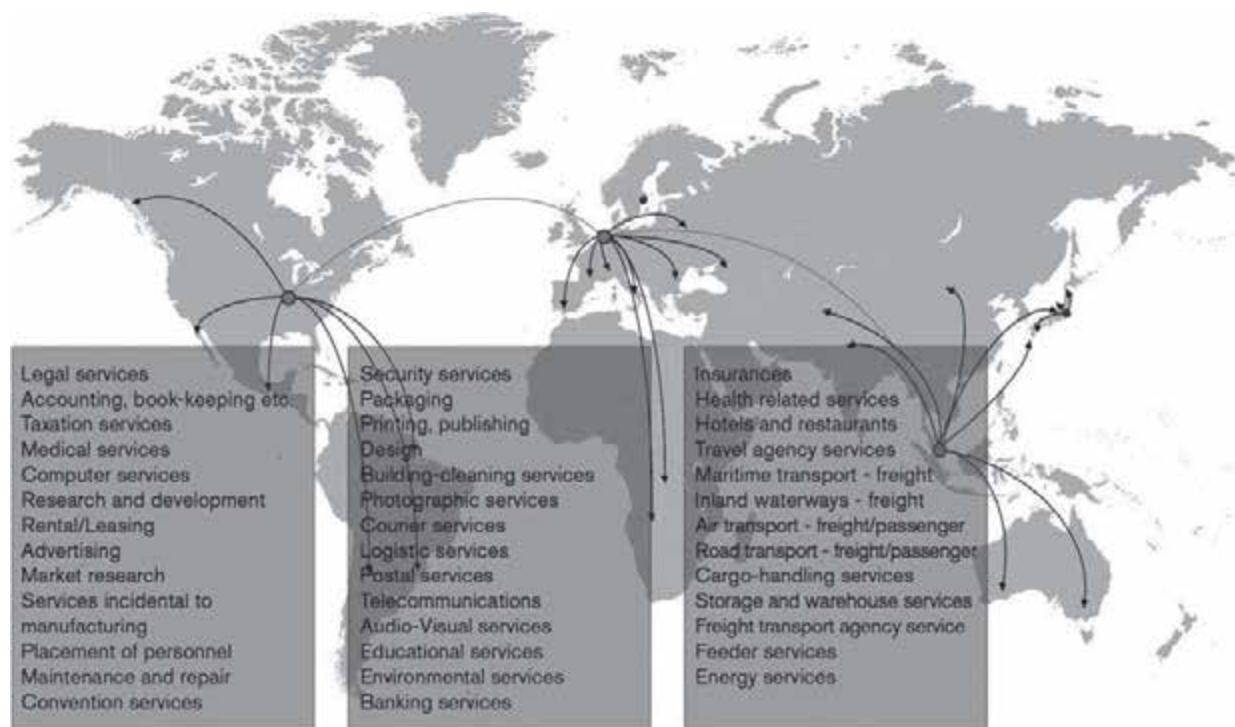 Legal services
Accounting, book-keeping etc.
Taxation services
Medical services
Computer services
Research and development
Rental/Leasing
Advertising
Market research
Services incidental to
manufacturing
Placement of personnel
Maintenance and repair
Convention services
Security services
Packaging
Printing, publishing
Design
Building-cleaning services
Photographic services
Courier services
Logistic services
Postal services
Telecommunications
Audio-Visual services
Educational services
Environmental services
Banking services
Insurances
Health related services
Hotels and restaurants
Travel agency services
Maritime transport - freight
Inland waterways - freight
Air transport - freight/passenger
Road transport - freight/passenger
Cargo-handling services
Storage and warehouse services
Freight transport agency service
Feeder services
Energy services